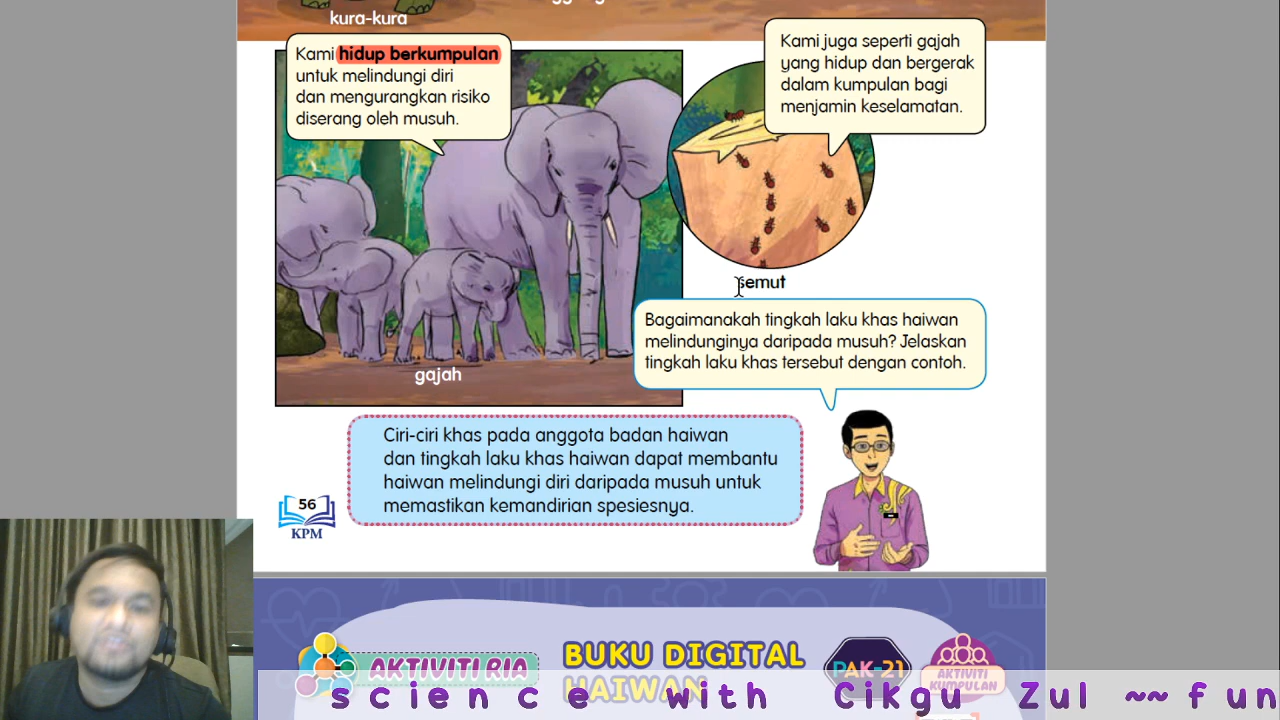 kura-kura
Kami hidup berkumpulan
untuk melindungi diri
dan mengurangkan risiko
diserang oleh musuh.
Kami juga seperti gajah
yang hidup dan bergerak
dalam kumpulan bagi
menjamin keselamatan.
semut
Bagaimanakah tingkah laku khas haiwan
melindunginya daripada musuh? Jelaskan
tingkah laku khas tersebut dengan contoh.
gajah
Ciri-ciri khas pada anggota badan haiwan
dan tingkah laku khas haiwan dapat membantu
haiwan melindungi diri daripada musuh untuk
memastikan kemandirian spesiesnya.
56
KPM
AKTIVITI RIA
BUKU DIGITAL
HAIWAN
PAK-21
AKTIVITI
KUMPULAN
science with Cikgu Zul ~~fun